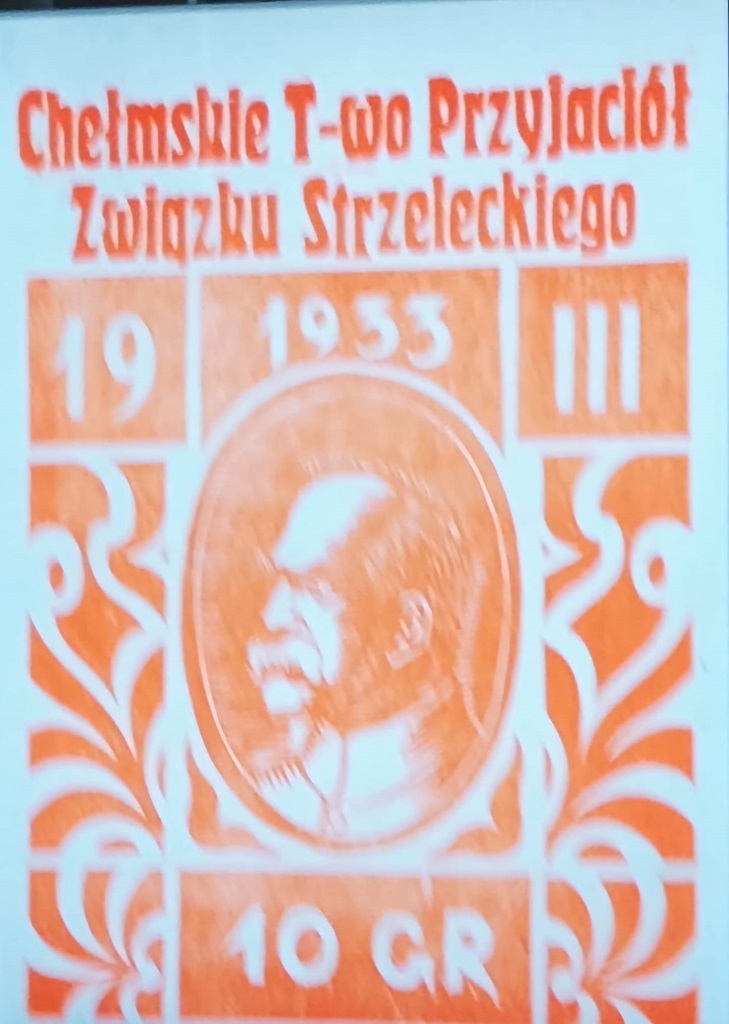 Chełmskie T-wo Przyjaciół
Związku Strzeleckiego
19 1933 III
10 GR